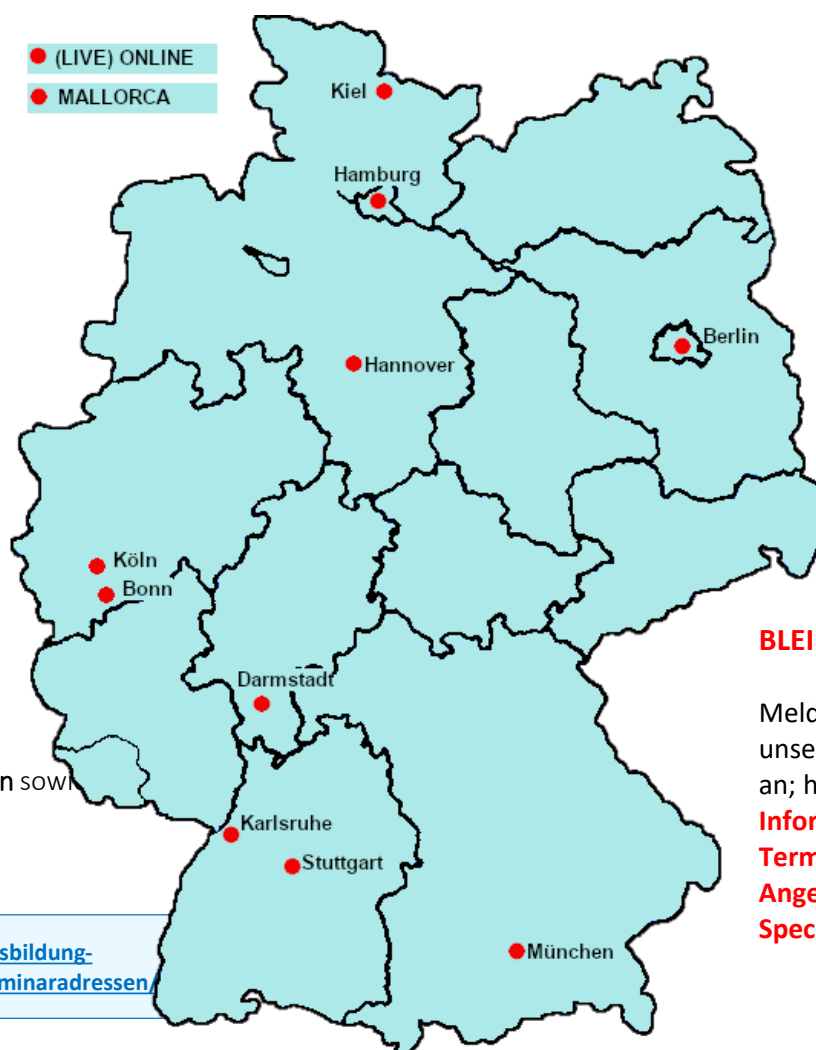 (LIVE) ONLINE
MALLORCA
Kiel
Hamburg
Berlin
Hannover
Köln
Bonn
Darmstadt
Karlsruhe
Stuttgart
München
n sowi
sbildung-
minaradressen/
BLEI
Meld
unse
an; h
Infor
Term
Ange
Spec